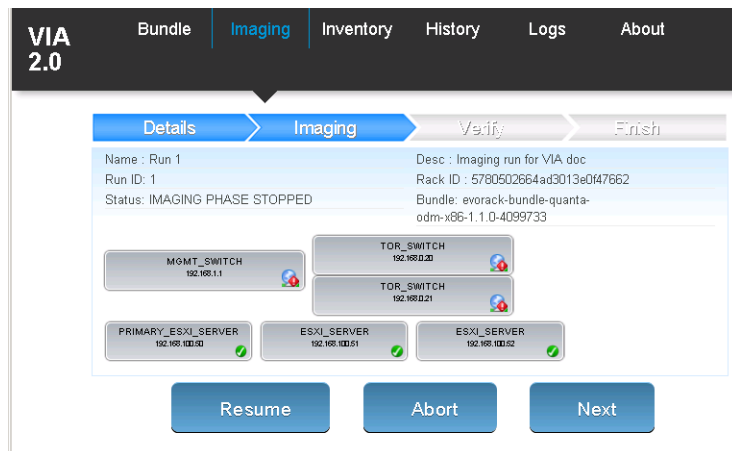 VIA
2.0
Bundle
Imaging
Inventory
History
Logs
About
Details
Imaging
Verify
Finish
Name : Run 1
Desc : Imaging run for VIA doc
Run ID: 1
Rack ID : 5780502664ad3013e0f47662
Status: IMAGING PHASE STOPPED
Bundle: evorack-bundle-quanta-
odm-x86-1.1.0-4099733
MGMT_SWITCH
192.168.1.1
TOR_SWITCH
192.168.0.20
TOR_SWITCH
192.168.0.21
PRIMARY_ESXI_SERVER
192.168.100.50
ESXI_SERVER
192.168.100.51
ESXI_SERVER
192.168.100.52
Resume
Abort
Next